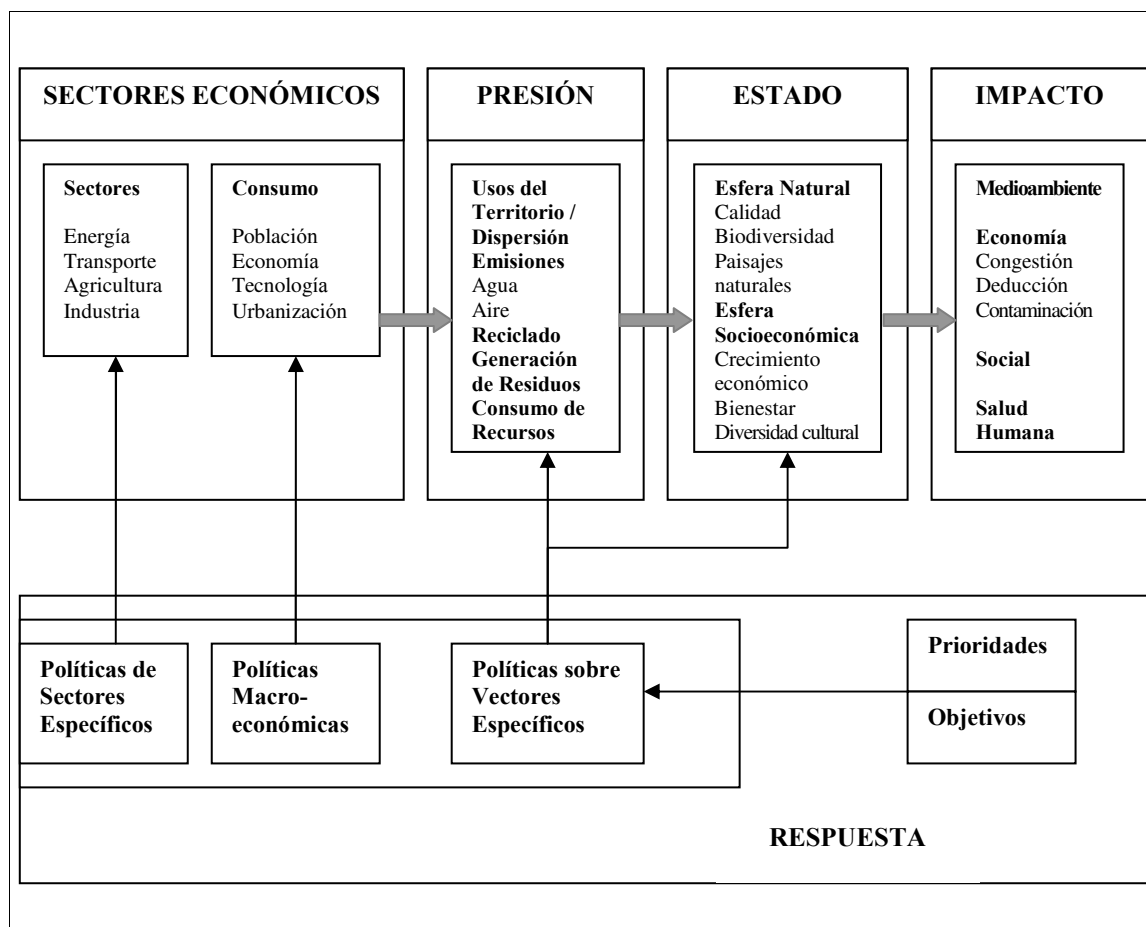 SECTORES ECONÓMICOS
Sectores
Energía
Transporte
Agricultura
Industria
Consumo
Población
Economía
Tecnología
Urbanización
PRESIÓN
Usos del
Territorio /
Dispersión
Emisiones
Agua
Aire
Reciclado
Generación
de Residuos
Consumo de
Recursos
ESTADO
Esfera Natural
Calidad
Biodiversidad
Paisajes
naturales
Esfera
Socioeconómica
Crecimiento
económico
Bienestar
Diversidad cultural
IMPACTO
Medioambiente
Economía
Congestión
Deducción
Contaminación
Social
Salud
Humana
Políticas de
Sectores
Específicos
Políticas
Macro-
económicas
Políticas sobre
Vectores
Específicos
Prioridades
Objetivos
RESPUESTA